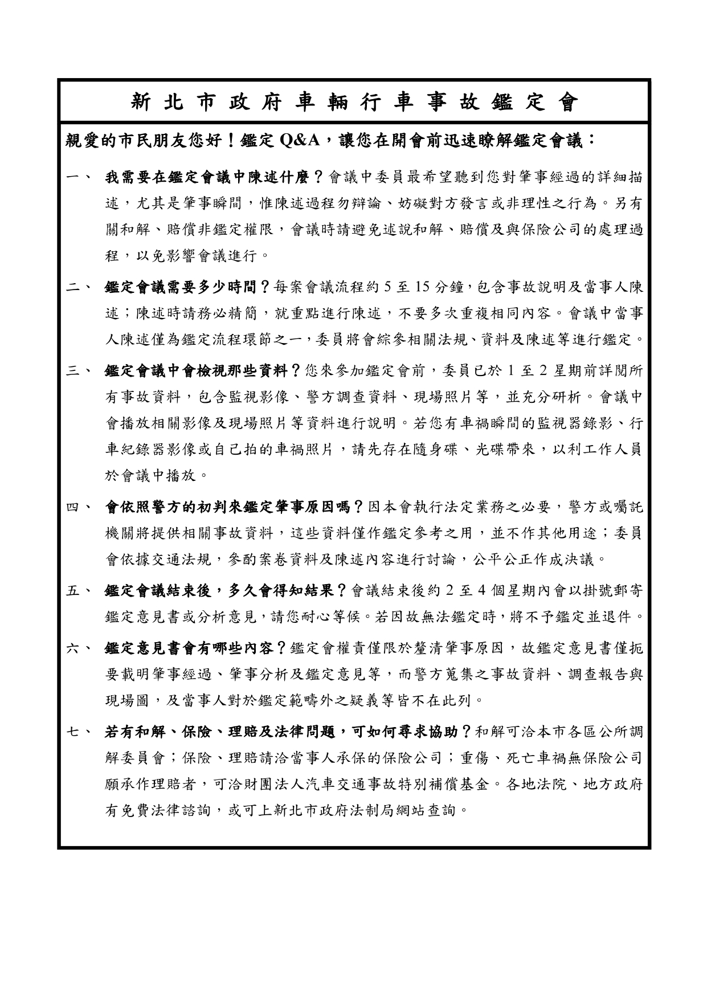 新北市政府車輛行車事故鑑定會
親愛的市民朋友您好！鑑定 Q&A，讓您在開會前迅速瞭解鑑定會議：
一、 我需要在鑑定會議中陳述什麼？會議中委員最希望聽到您對肇事經過的詳細描
述，尤其是肇事瞬間，惟陳述過程勿辯論、妨礙對方發言或非理性之行為。另有
關和解、賠償非鑑定權限，會議時請避免述說和解、賠償及與保險公司的處理過
程，以免影響會議進行。
二、 鑑定會議需要多少時間？每案會議流程約 5 至 15 分鐘，包含事故說明及當事人陳
述；陳述時請務必精簡，就重點進行陳述，不要多次重複相同內容。會議中當事
人陳述僅為鑑定流程環節之一，委員將會綜參相關法規、資料及陳述等進行鑑定。
三、 鑑定會議中會檢視那些資料？您來參加鑑定會前，委員已於 1 至 2 星期前詳閱所
有事故資料，包含監視影像、警方調查資料、現場照片等，並充分研析。會議中
會播放相關影像及現場照片等資料進行說明。若您有車禍瞬間的監視器錄影、行
車紀錄器影像或自己拍的車禍照片，請先存在隨身碟、光碟帶來，以利工作人員
於會議中播放。
四、 會依照警方的初判來鑑定肇事原因嗎？因本會執行法定業務之必要，警方或囑託
機關將提供相關事故資料，這些資料僅作鑑定參考之用，並不作其他用途；委員
會依據交通法規，參酌案卷資料及陳述內容進行討論，公平公正作成決議。
五、 鑑定會議結束後，多久會得知結果？會議結束後約 2 至 4 個星期內會以掛號郵寄
鑑定意見書或分析意見，請您耐心等候。若因故無法鑑定時，將不予鑑定並退件。
六、 鑑定意見書會有哪些內容？鑑定會權責僅限於釐清肇事原因，故鑑定意見書僅扼
要載明肇事經過、肇事分析及鑑定意見等，而警方蒐集之事故資料、調查報告與
現場圖，及當事人對於鑑定範疇外之疑義等皆不在此列。
七、 若有和解、保險、理賠及法律問題，可如何尋求協助？和解可洽本市各區公所調
解委員會；保險、理賠請洽當事人承保的保險公司；重傷、死亡車禍無保險公司
願承作理賠者，可洽財團法人汽車交通事故特別補償基金。各地法院、地方政府
有免費法律諮詢，或可上新北市政府法制局網站查詢。